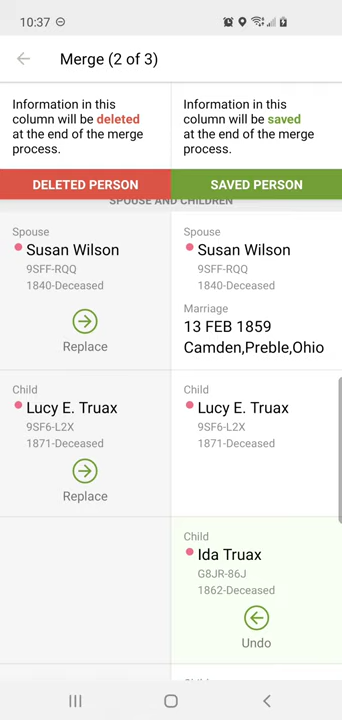 10:37
Merge (2 of 3)
Information in this
column will be deleted
at the end of the merge
process.
Information in this
column will be saved
at the end of the merge
process.
DELETED PERSON
SAVED PERSON
SPOUSE AND CHILDREN
Spouse
Susan Wilson
9SFF-RQQ
1840-Deceased
Replace
Spouse
Susan Wilson
9SFF-RQQ
1840-Deceased
Marriage
13 FEB 1859
Camden,Preble,Ohio
Child
Lucy E. Truax
9SF6-L2X
1871-Deceased
Replace
Child
Lucy E. Truax
9SF6-L2X
1871-Deceased
Child
Ida Truax
G8JR-86J
1862-Deceased
Undo
Child